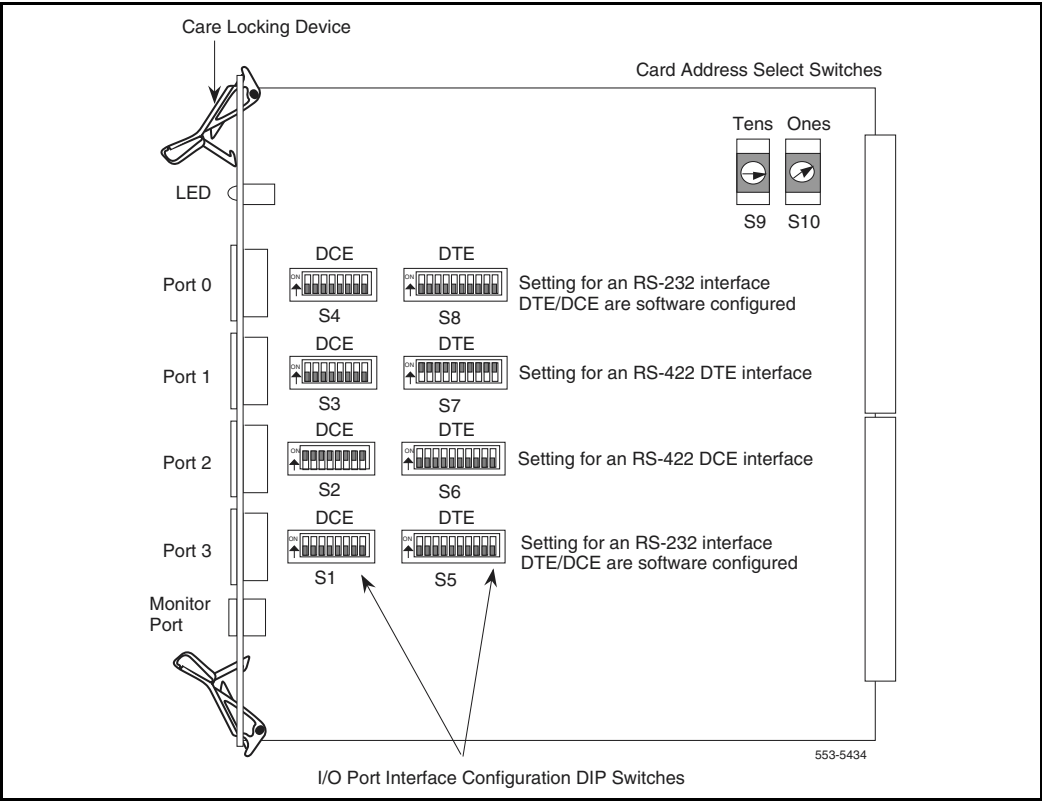 Care Locking Device
Card Address Select Switches
Tens Ones
S9 S10
LED
DCE DTE
Port 0
ON ON
Setting for an RS-232 interface
DTE/DCE are software configured
S4 S8
DCE DTE
Port 1
ON ON
Setting for an RS-422 DTE interface
S3 S7
DCE DTE
Port 2
ON ON
Setting for an RS-422 DCE interface
S2 S6
DCE DTE
Port 3
ON ON
Setting for an RS-232 interface
DTE/DCE are software configured
S1 S5
Monitor
Port
553-5434
I/O Port Interface Configuration DIP Switches